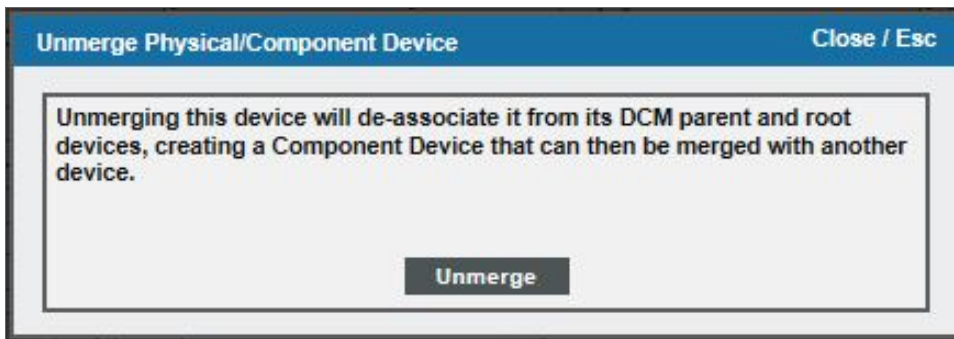 Unmerge Physical/Component Device
Close / Esc
Unmerging this device will de-associate it from its DCM parent and root
devices, creating a Component Device that can then be merged with another
device.
Unmerge